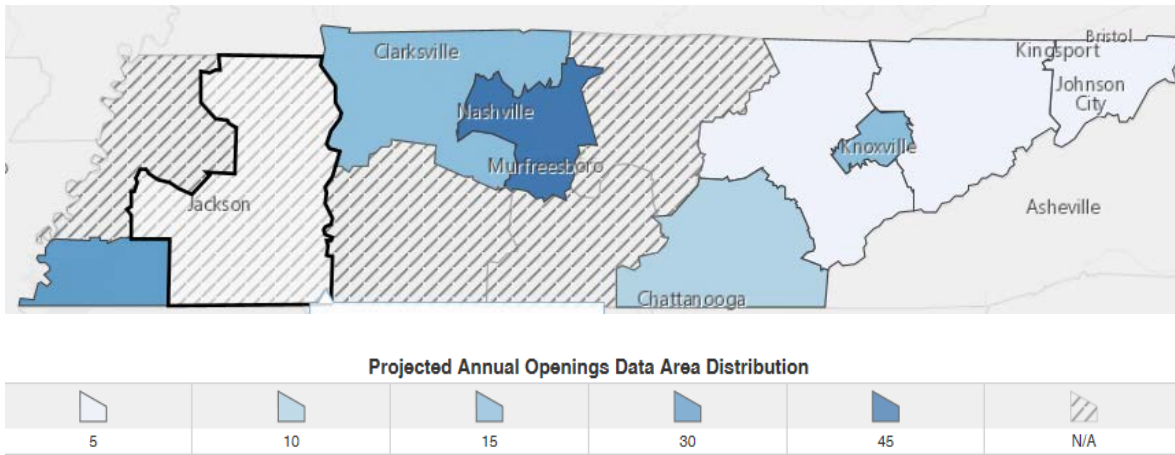 Bristol
Kingsport
Clarksville
Johnson
City
Nashville
Knoxville
Murfreesboro
Jackson
Asheville
Chattanooga
Projected Annual Openings Data Area Distribution
5 10 15 30 45 N/A